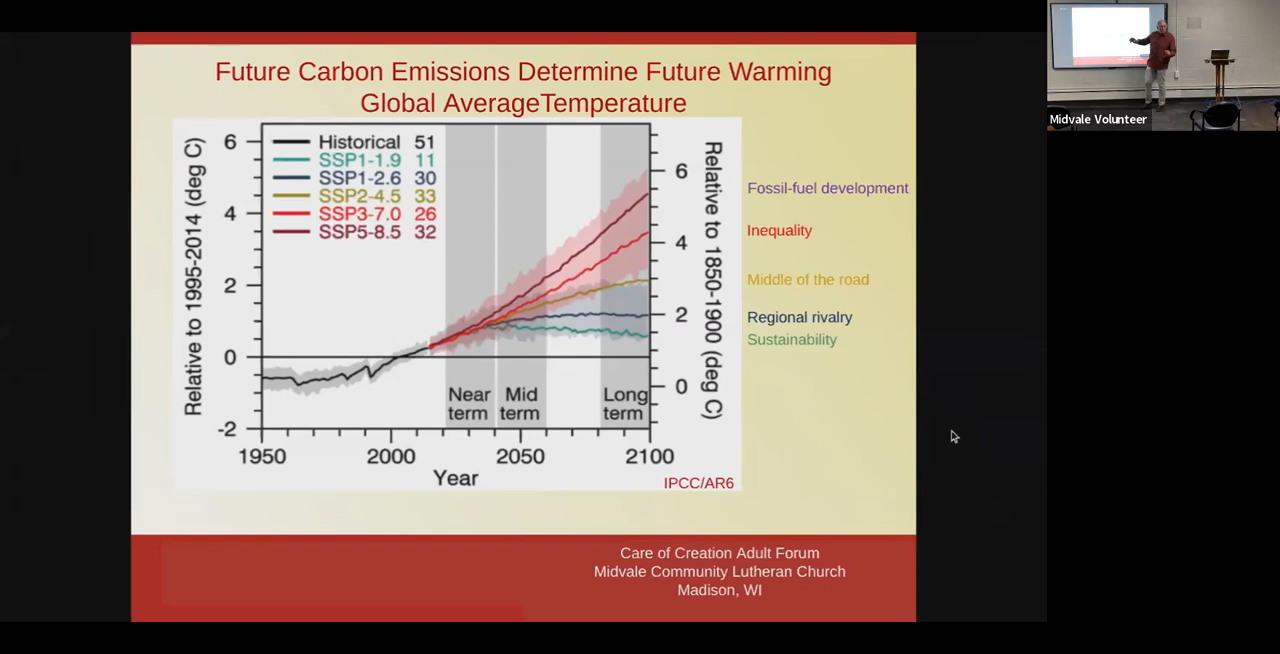 Future Carbon Emissions Determine Future Warming
Global AverageTemperature
Relative to 1995-2014 (deg C)
6
4
2
0
-2
Historical 51
SSP1-1.9 11
SSP1-2.6 30
SSP2-4.5 33
SSP3-7.0 26
SSP5-8.5 32
Near term
Mid term
Long term
1950 2000 2050 2100
Year
6
4
2
0
Relative to 1850-1900 (deg C)
IPCC/AR6
Fossil-fuel development
Inequality
Middle of the road
Regional rivalry
Sustainability
Care of Creation Adult Forum
Midvale Community Lutheran Church
Madison, WI
Midvale Volunteer